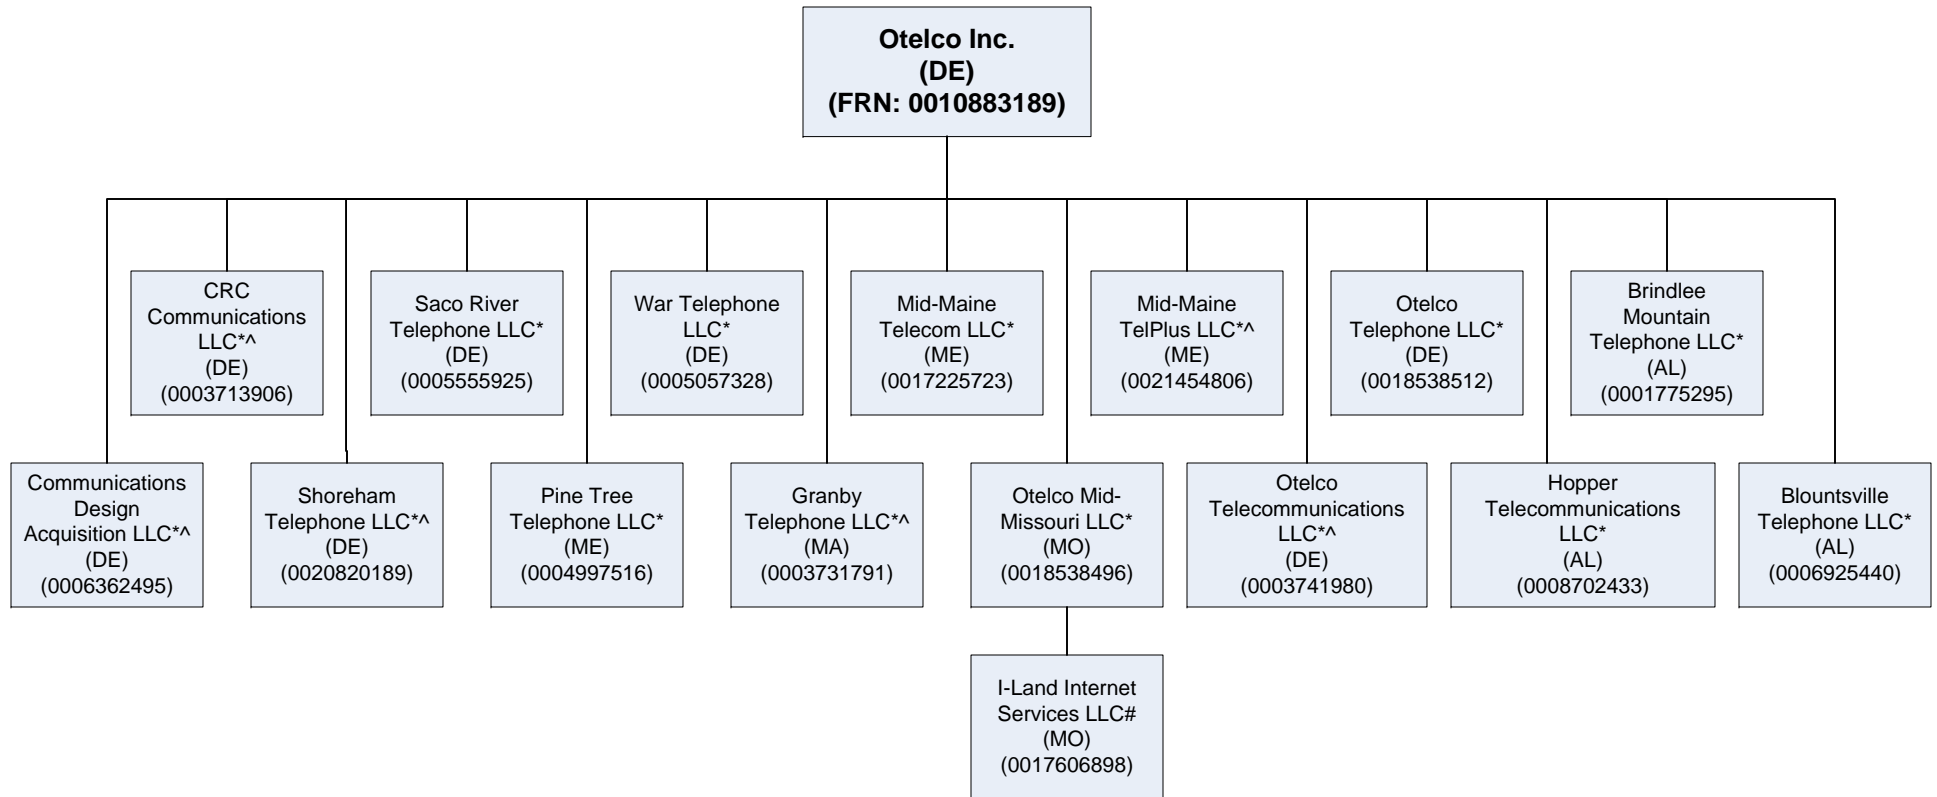 Otelco Inc.
(DE)
(FRN: 0010883189)
CRC
Communications
LLC*^
(DE)
(0003713906)
Saco River
Telephone LLC*
(DE)
(0005555925)
War Telephone
LLC*
(DE)
(0005057328)
Mid-Maine
Telecom LLC*
(ME)
(0017225723)
Mid-Maine
TelPlus LLC*^
(ME)
(0021454806)
Otelco
Telephone LLC*
(DE)
(0018538512)
Brindlee
Mountain
Telephone LLC*
(AL)
(0001775295)
Communications
Design
Acquisition LLC*^
(DE)
(0006362495)
Shoreham
Telephone LLC*^
(DE)
(0020820189)
Pine Tree
Telephone LLC*
(ME)
(0004997516)
Granby
Telephone LLC*^
(MA)
(0003731791)
Otelco Mid-
Missouri LLC*
(MO)
(0018538496)
Otelco
Telecommunications
LLC*^
(DE)
(0003741980)
Hopper
Telecommunications
LLC*
(AL)
(0008702433)
Blountsville
Telephone LLC*
(AL)
(0006925440)
I-Land Internet
Services LLC#
(MO)
(0017606898)